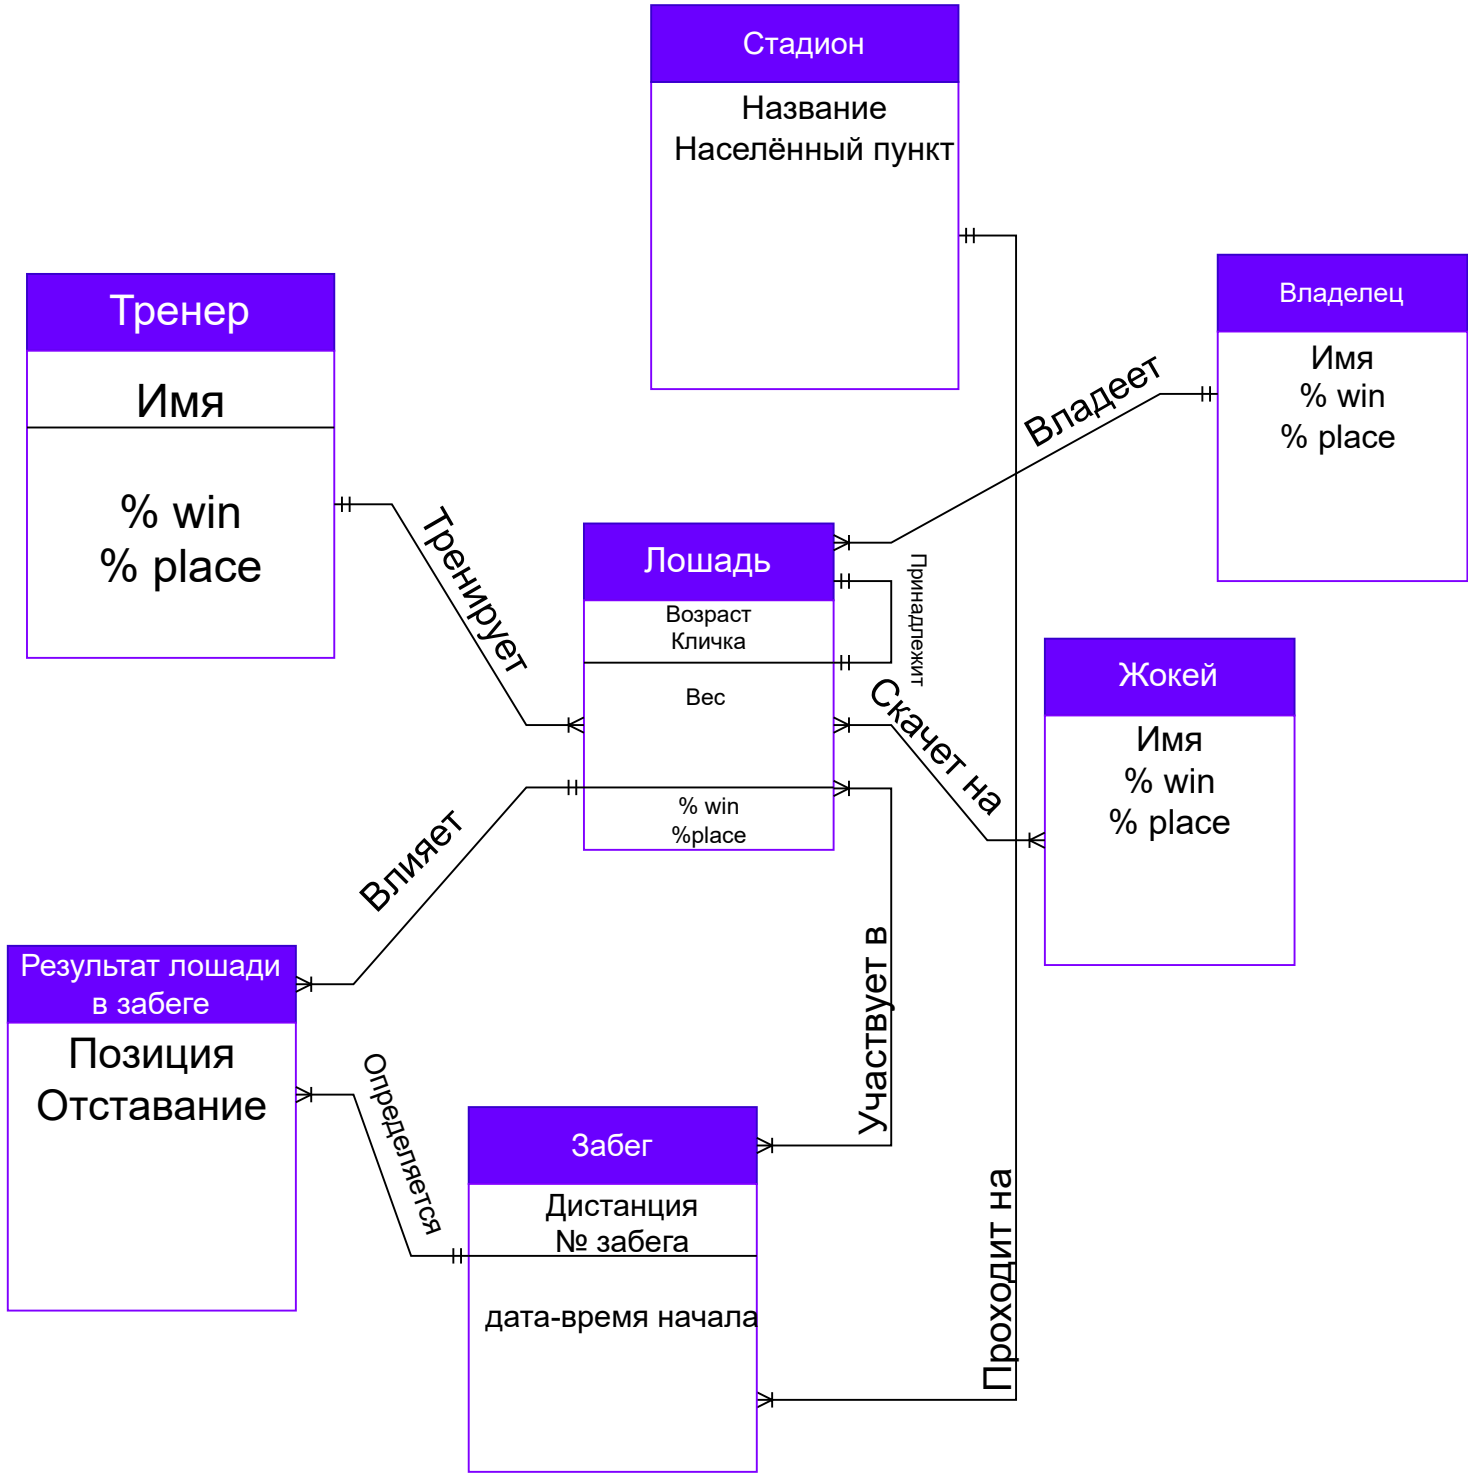 Стадион
Название
Населённый пункт
Владелец
Имя
% win
% place
Тренер
Имя
% win
% place
Владеет
Тренирует
Лошадь
Возраст
Кличка
Вес
% win
%place
Принадлежит
Скачет на
Жокей
Имя
% win
% place
Влияет
Участвует в
Результат лошади
в забеге
Позиция
Отставание
Определяется
Забег
Дистанция
№ забега
дата-время начала
Проходит на